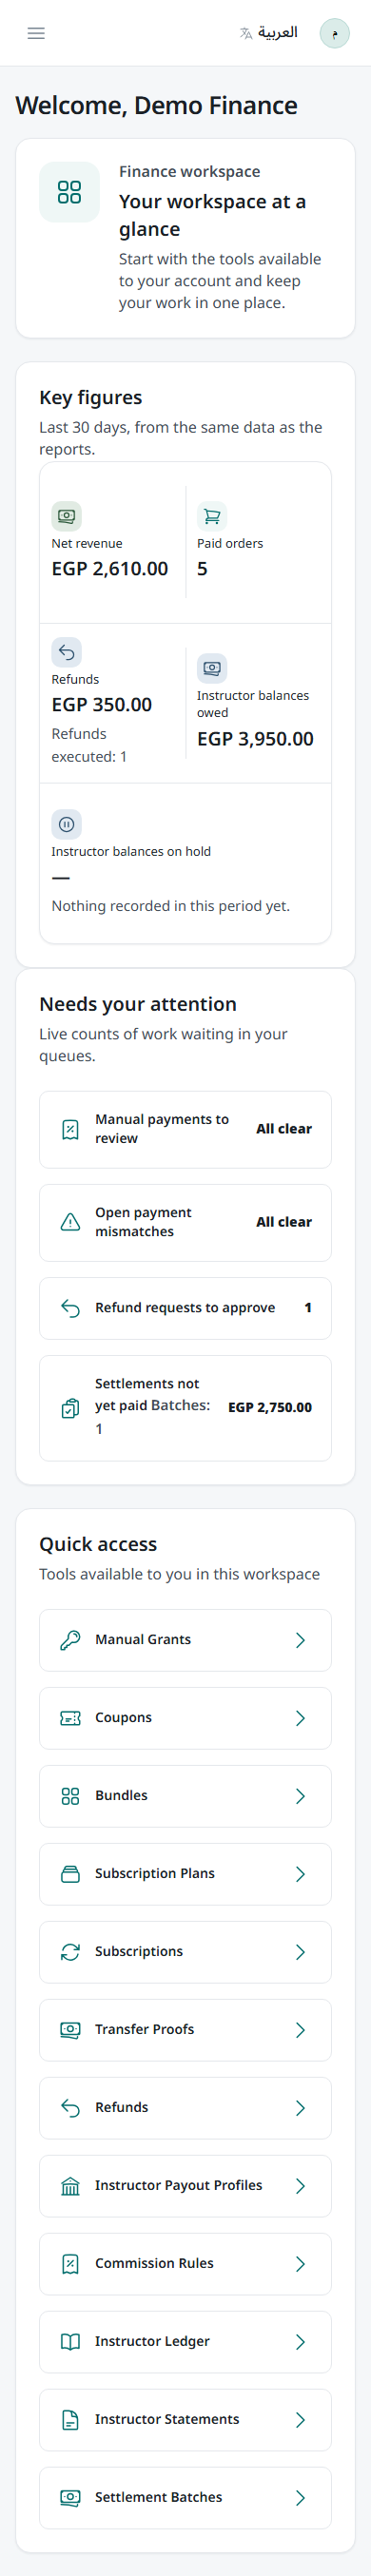 العربية
م
Welcome, Demo Finance
Finance workspace
Your workspace at a
glance
Start with the tools available
to your account and keep
your work in one place.
Key figures
Last 30 days, from the same data as the
reports.
Net revenue
EGP 2,610.00
Paid orders
5
Refunds
EGP 350.00
Refunds
executed: 1
Instructor balances
owed
EGP 3,950.00
Instructor balances on hold
—
Nothing recorded in this period yet.
Needs your attention
Live counts of work waiting in your
queues.
Manual payments to
review
All clear
Open payment
mismatches
All clear
Refund requests to approve
1
Settlements not
yet paid Batches:
1
EGP 2,750.00
Quick access
Tools available to you in this workspace
Manual Grants
Coupons
Bundles
Subscription Plans
Subscriptions
Transfer Proofs
Refunds
Instructor Payout Profiles
Commission Rules
Instructor Ledger
Instructor Statements
Settlement Batches